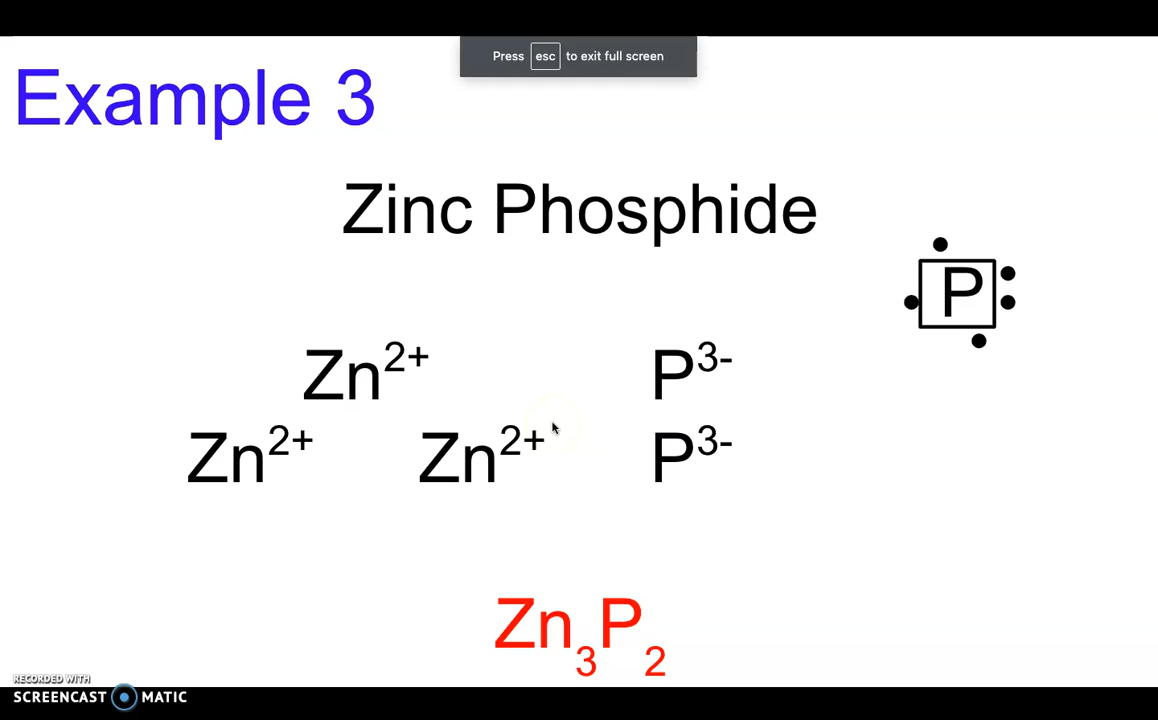 Press esc to exit full screen
Example 3
Zinc Phosphide
P
Zn²⁺ P³⁻
Zn²⁺ Zn²⁺ P³⁻
Zn₃P₂
RECORDED WITH
SCREENCAST MATIC